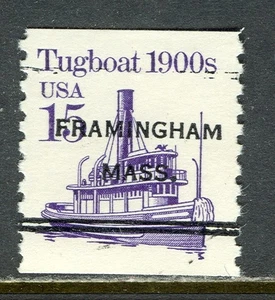 Tugboat 1900s
USA
15
FRAMINGHAM
MASS.